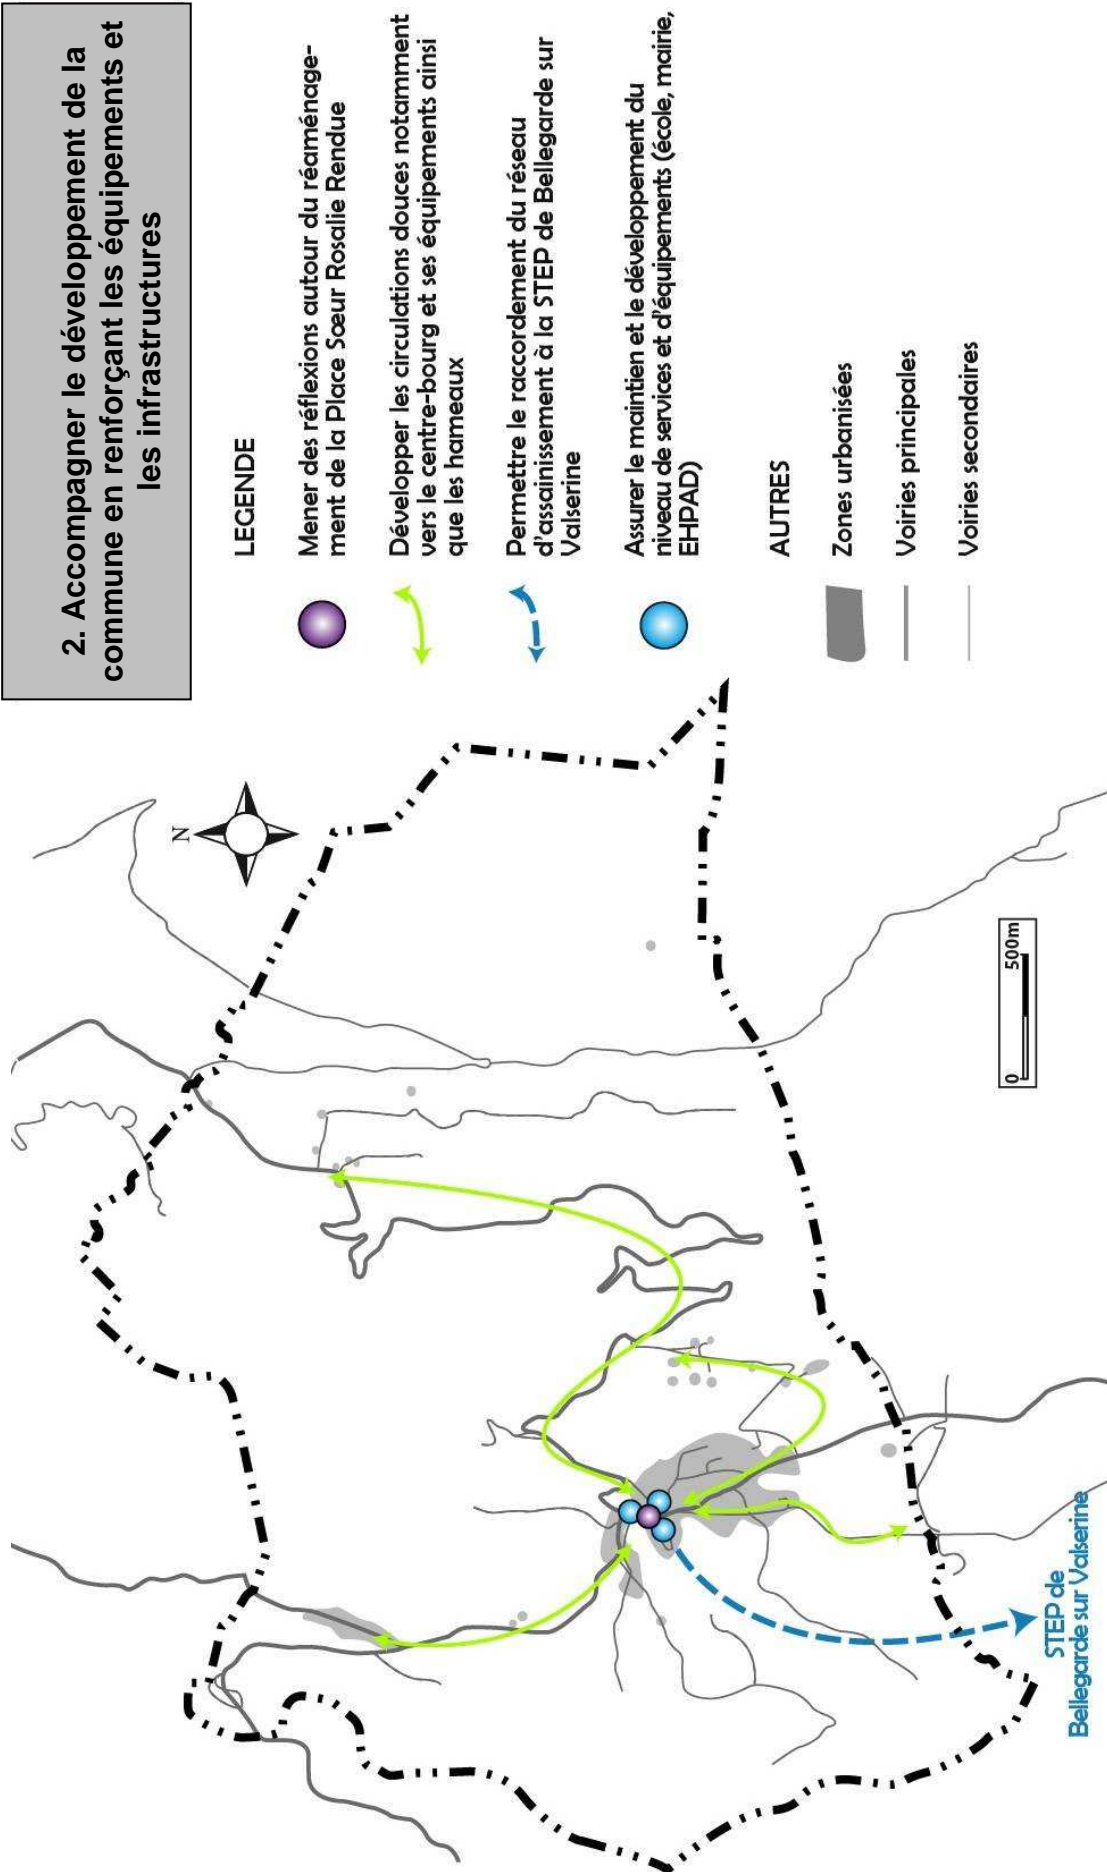 2. Accompagner le développement de la
commune en renforçant les équipements et
les infrastructures
LEGENDE
Mener des réflexions autour du réaménage-
ment de la Place Sœur Rosalie Rendue
Développer les circulations douces notamment
vers le centre-bourg et ses équipements ainsi
que les hameaux
Permettre le raccordement du réseau
d'assainissement à la STEP de Bellegarde sur
Valserine
Assurer le maintien et le développement du
niveau de services et d'équipements (école, mairie,
EHPAD)
AUTRES
Zones urbanisées
Voiries principales
Voiries secondaires
N
0 500m
STEP de
Bellegarde sur Valserine